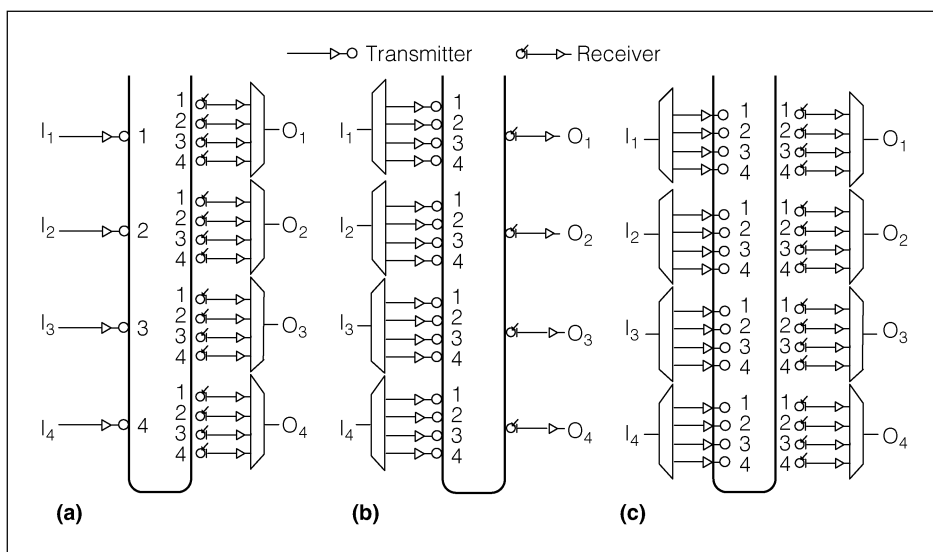 Transmitter
Receiver
I₁
1
1
2
3
4
O₁
I₂
2
1
2
3
4
O₂
I₃
3
1
2
3
4
O₃
I₄
4
1
2
3
4
O₄
(a)
I₁
1
2
3
4
O₁
I₂
1
2
3
4
O₂
I₃
1
2
3
4
O₃
I₄
1
2
3
4
O₄
(b)
I₁
1 1
2 2
3 3
4 4
O₁
I₂
1 1
2 2
3 3
4 4
O₂
I₃
1 1
2 2
3 3
4 4
O₃
I₄
1 1
2 2
3 3
4 4
O₄
(c)